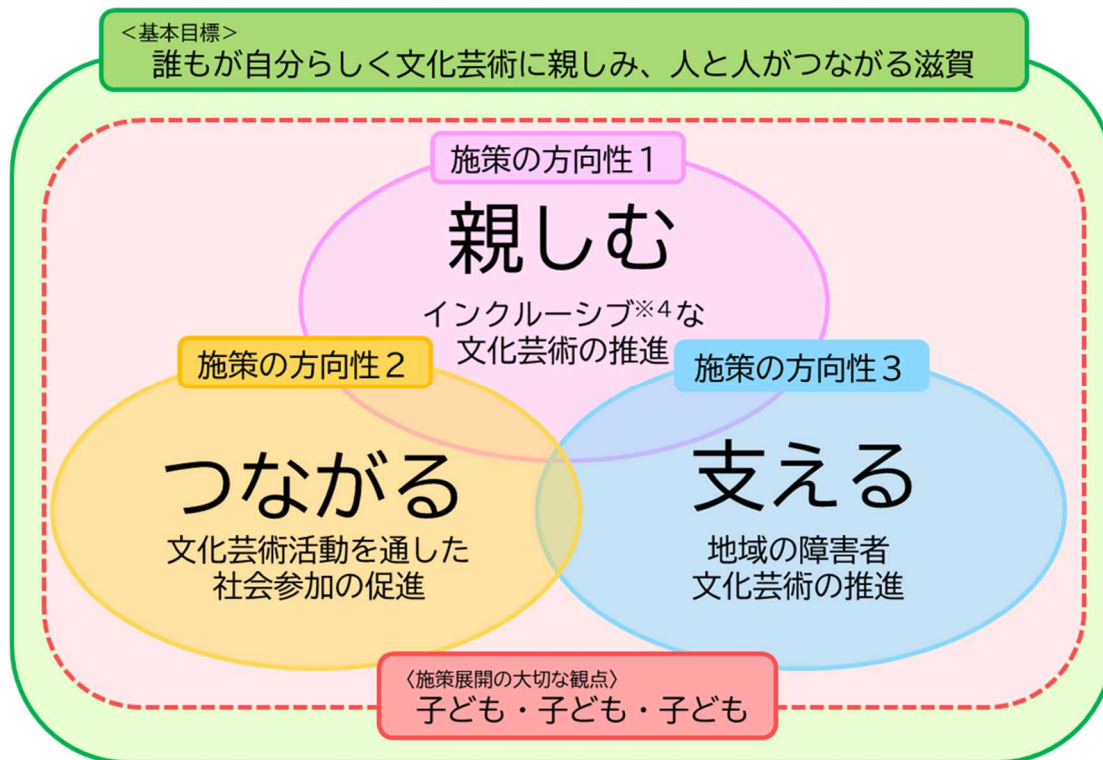 ＜基本目標＞
誰もが自分らしく文化芸術に親しみ、人と人がつながる滋賀
施策の方向性１
親しむ
インクルーシブ※４な
文化芸術の推進
施策の方向性２
つながる
文化芸術活動を通した
社会参加の促進
施策の方向性３
支える
地域の障害者
文化芸術の推進
〈施策展開の大切な観点〉
子ども・子ども・子ども